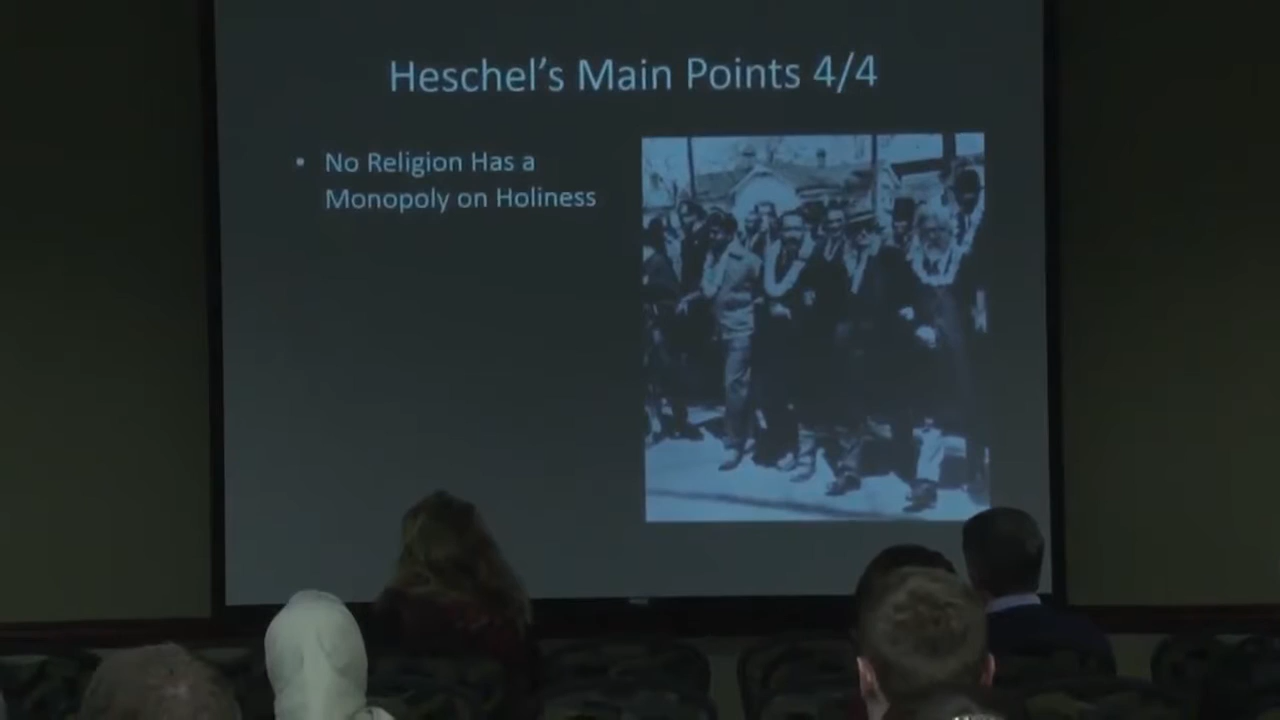 Heschel's Main Points 4/4
• No Religion Has a
Monopoly on Holiness